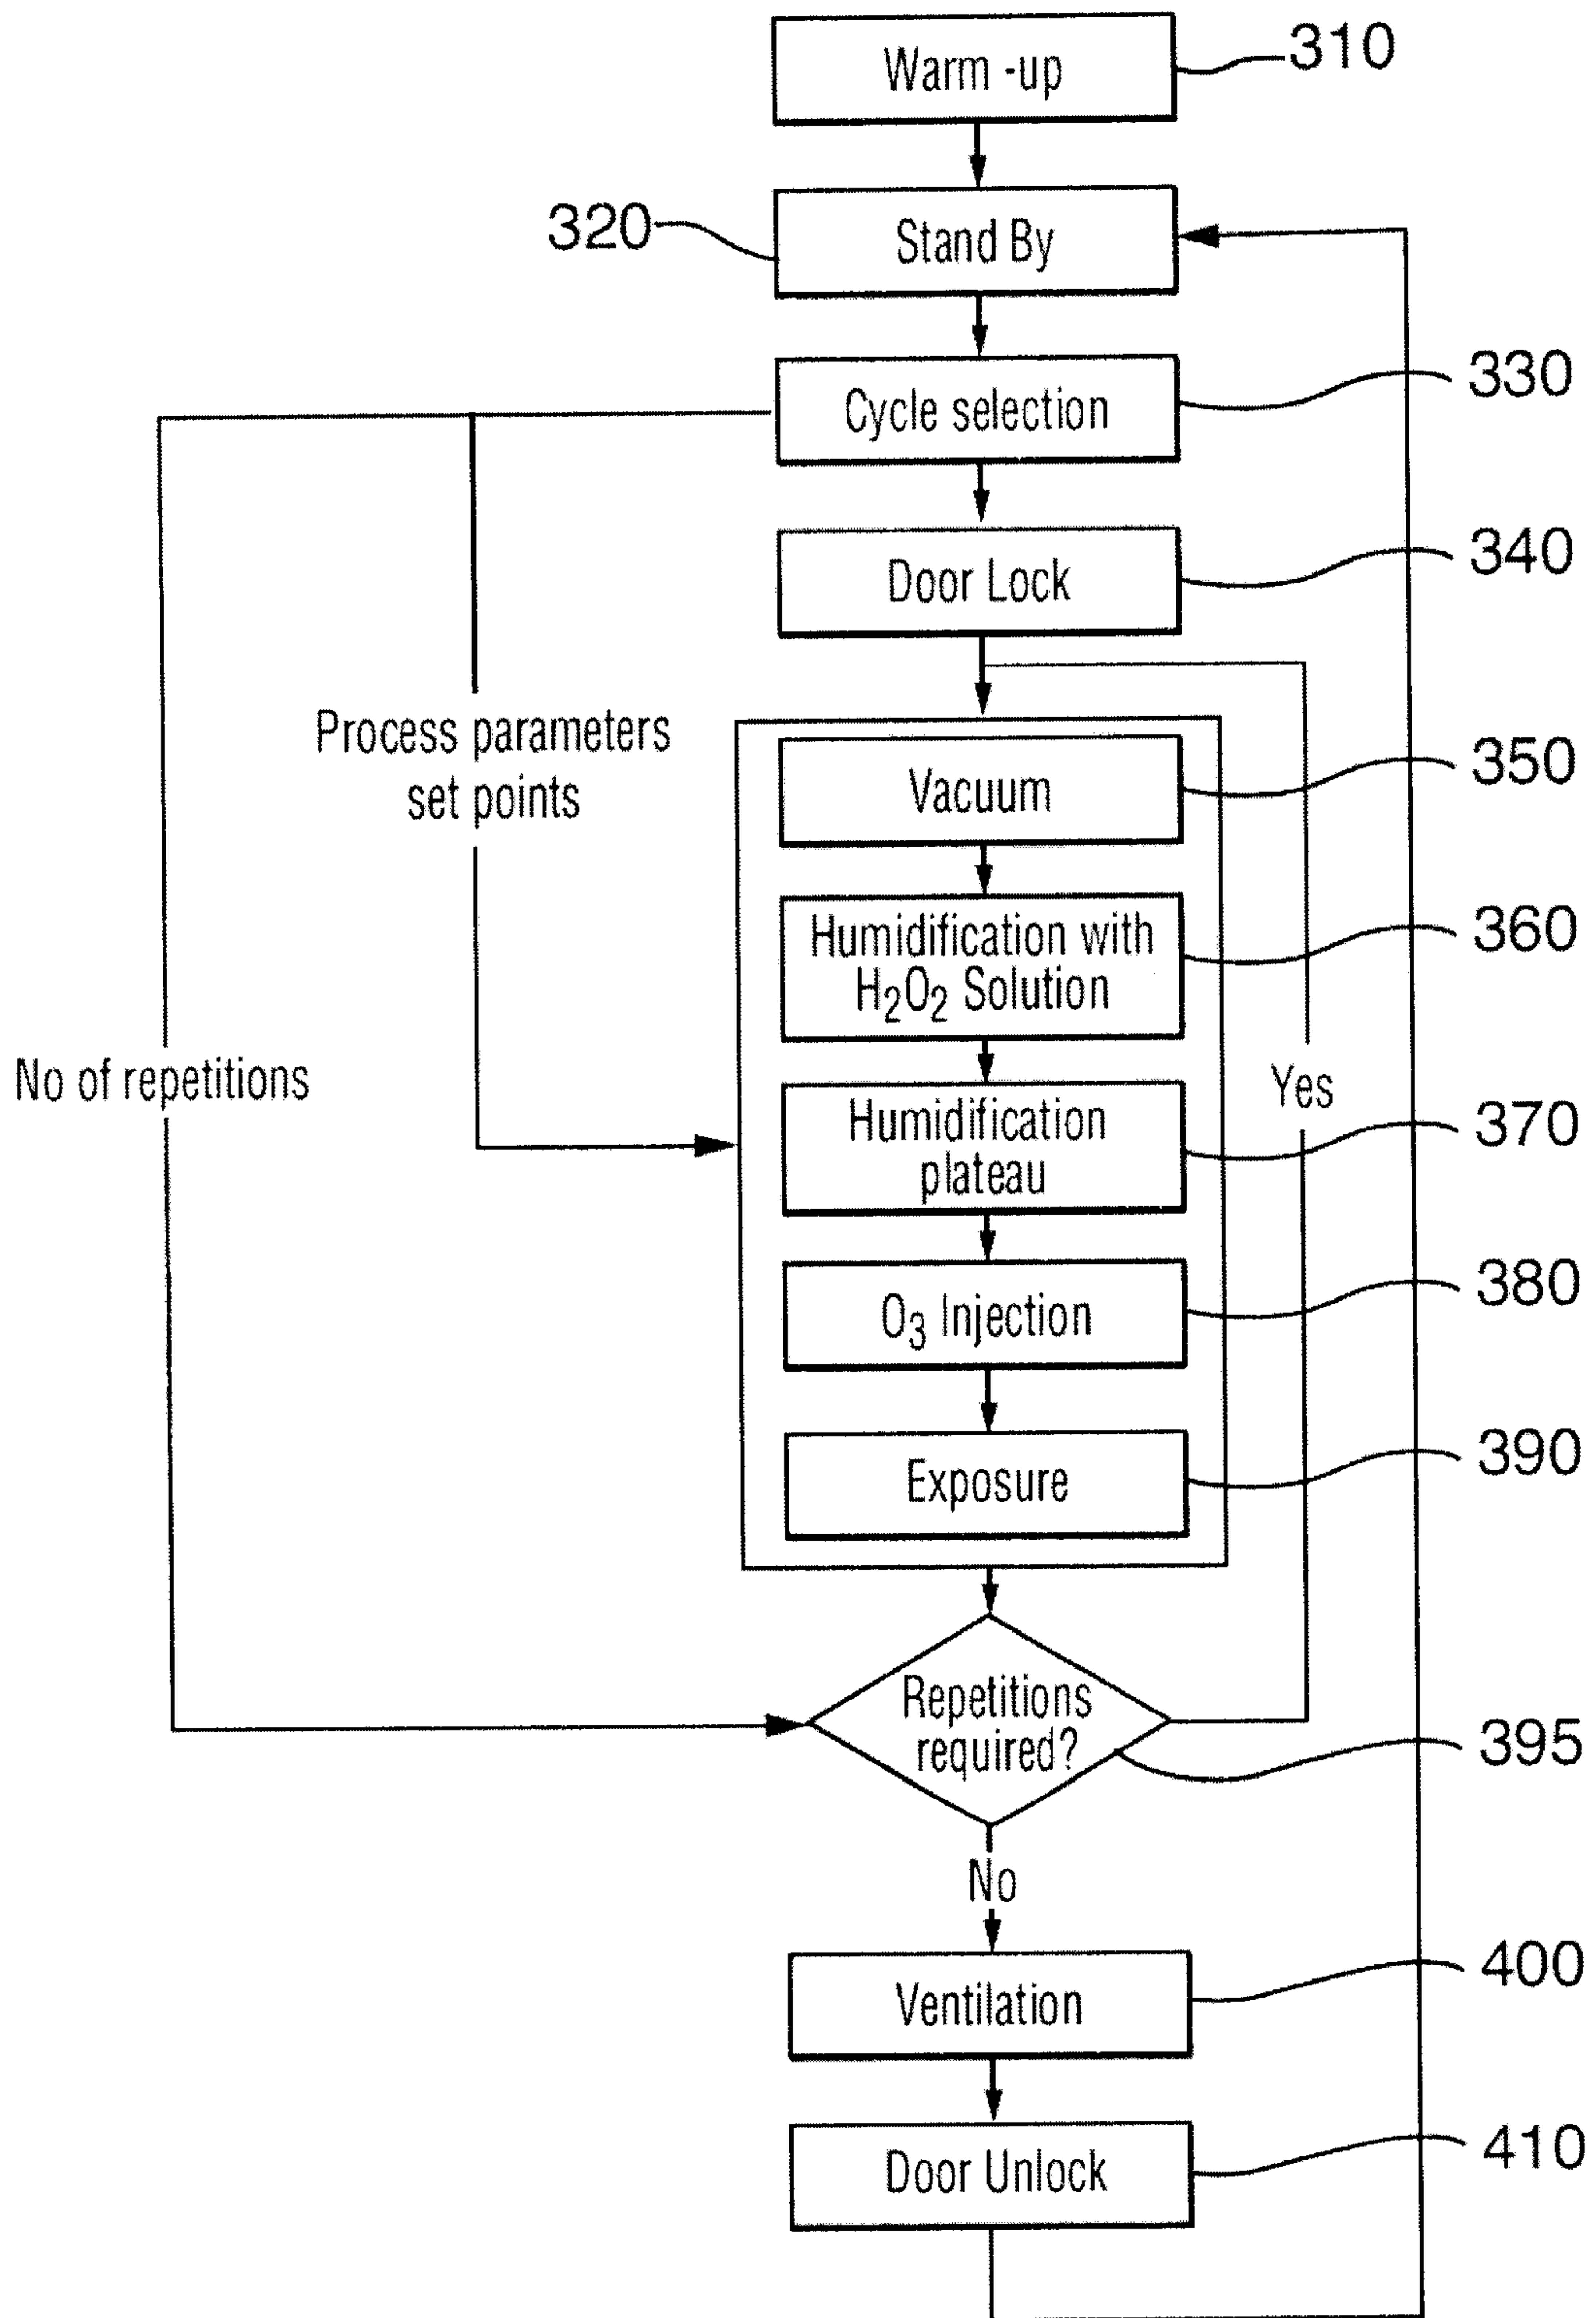 Warm -up
310
320
Stand By
Cycle selection
330
Door Lock
340
Process parameters
set points
Vacuum
350
Humidification with
H₂O₂ Solution
360
No of repetitions
Yes
Humidification
plateau
370
O₃ Injection
380
Exposure
390
Repetitions
required?
395
No
Ventilation
400
Door Unlock
410